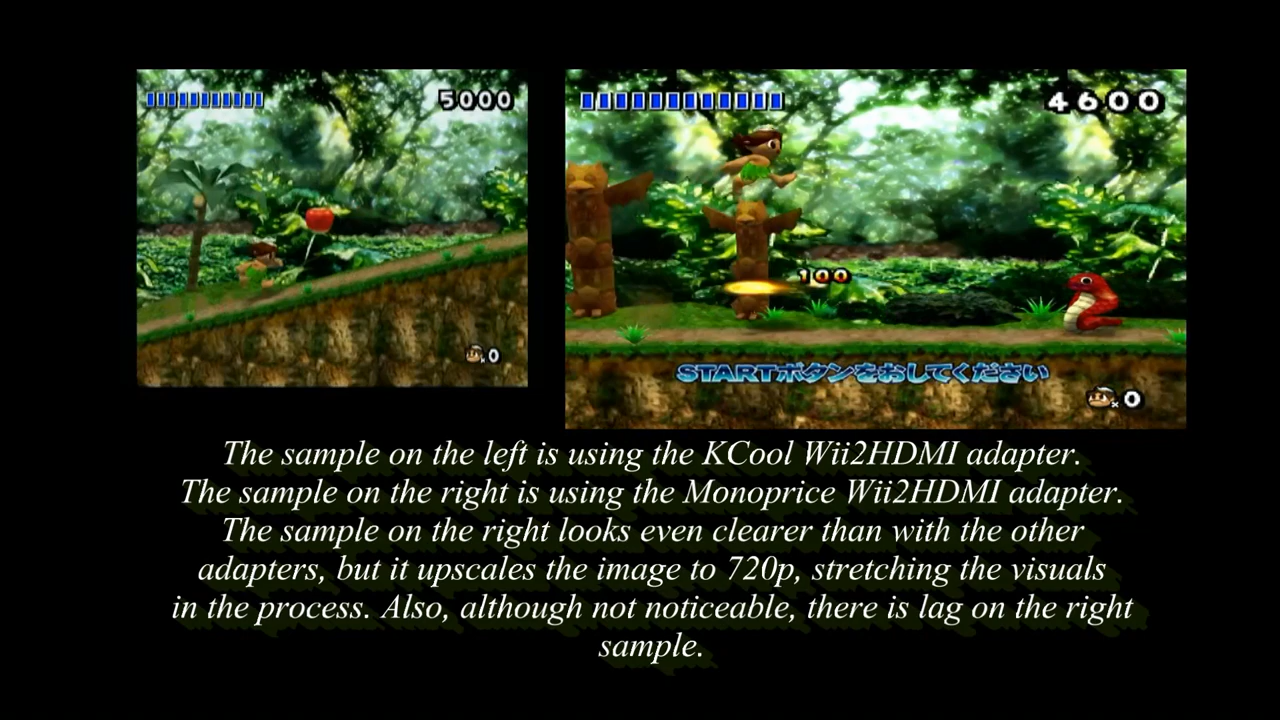 5000
4600
100
STARTボタンをおしてください
x0
x0
The sample on the left is using the KCool Wii2HDMI adapter.
The sample on the right is using the Monoprice Wii2HDMI adapter.
The sample on the right looks even clearer than with the other
adapters, but it upscales the image to 720p, stretching the visuals
in the process. Also, although not noticeable, there is lag on the right
sample.